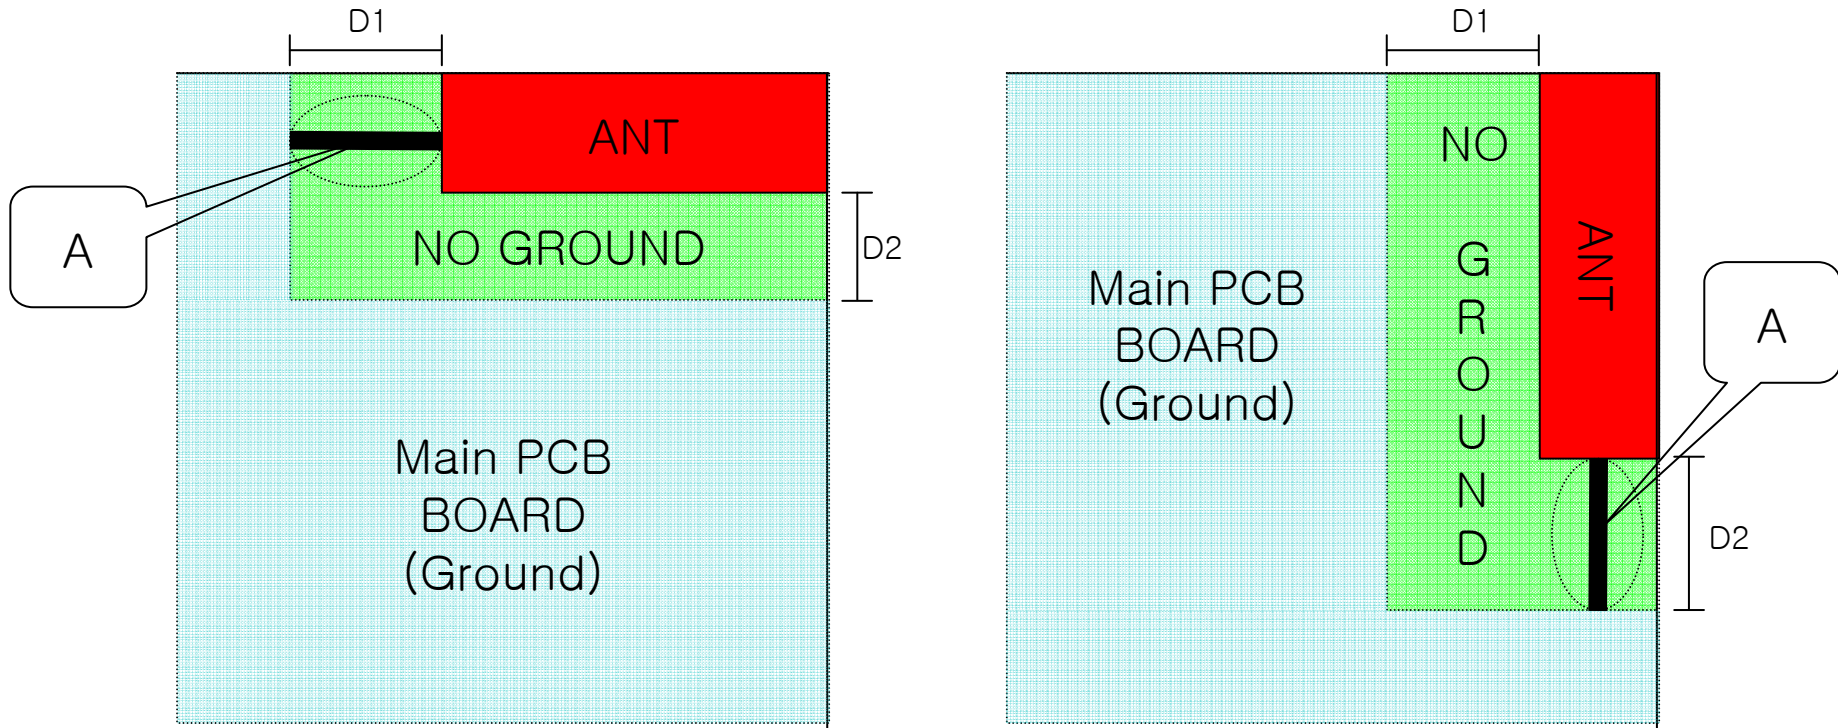 D1
ANT
A
NO GROUND
D2
Main PCB
BOARD
(Ground)
D1
NO
GROUND
ANT
Main PCB
BOARD
(Ground)
A
D2